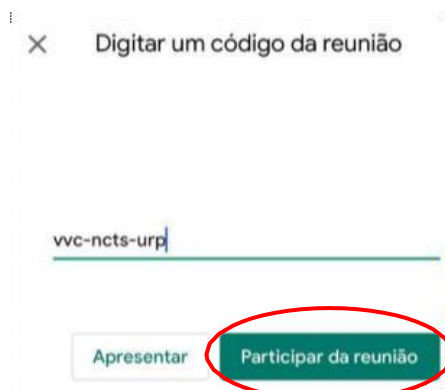 Digitar um código da reunião
vvc-ncts-urp
Apresentar Participar da reunião